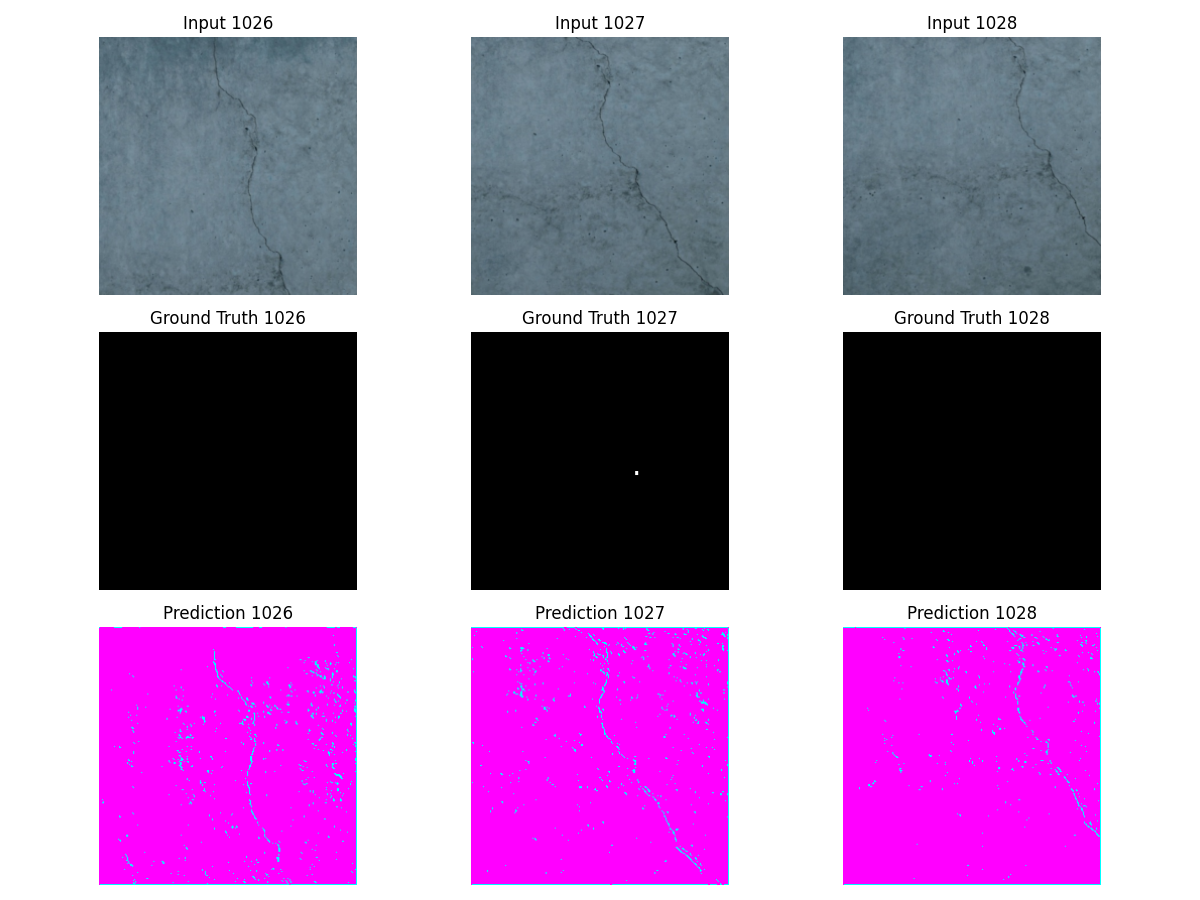 Input 1026
Input 1027
Input 1028
Ground Truth 1026
Ground Truth 1027
Ground Truth 1028
Prediction 1026
Prediction 1027
Prediction 1028